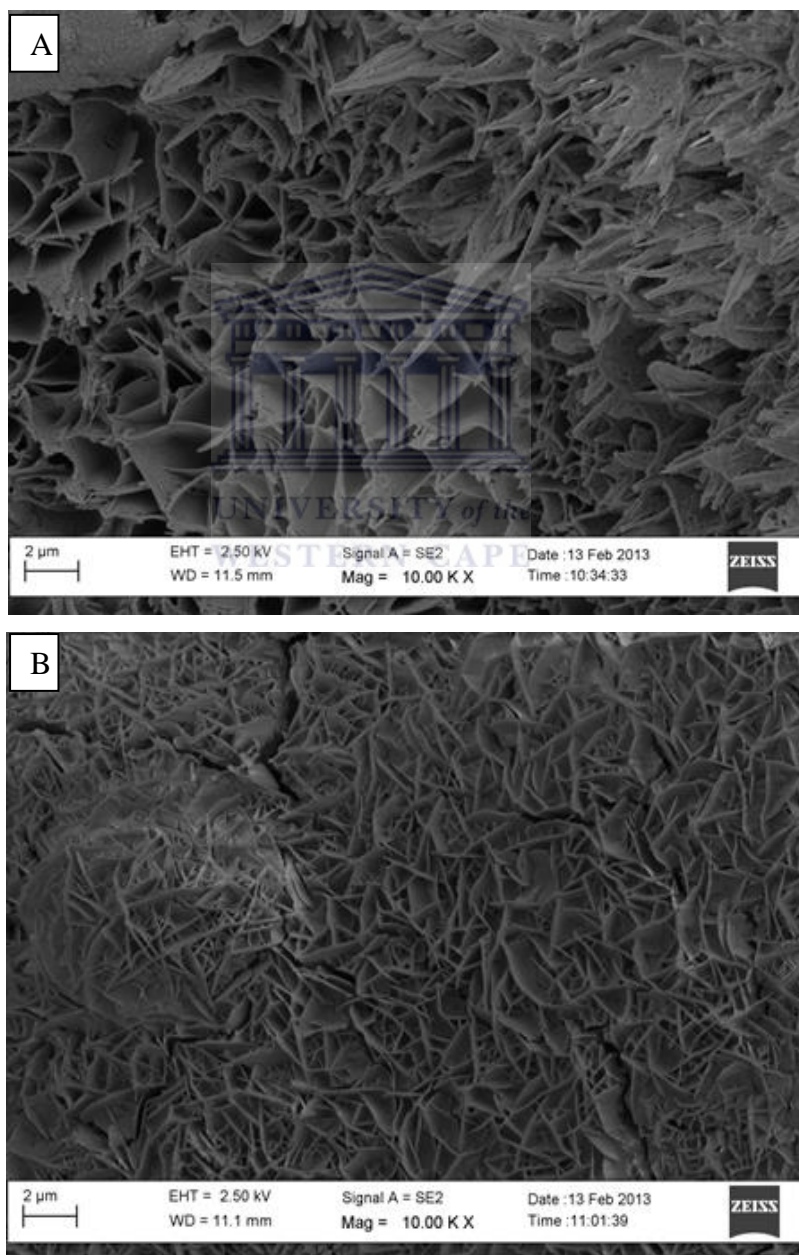 A
UNIVERSITY of the
WESTERN CAPE
2 µm
EHT = 2.50 kV
Signal A = SE2
Date :13 Feb 2013
ZEISS
WD = 11.5 mm
Mag = 10.00 K X
Time :10:34:33
B
2 µm
EHT = 2.50 kV
Signal A = SE2
Date :13 Feb 2013
ZEISS
WD = 11.1 mm
Mag = 10.00 K X
Time :11:01:39